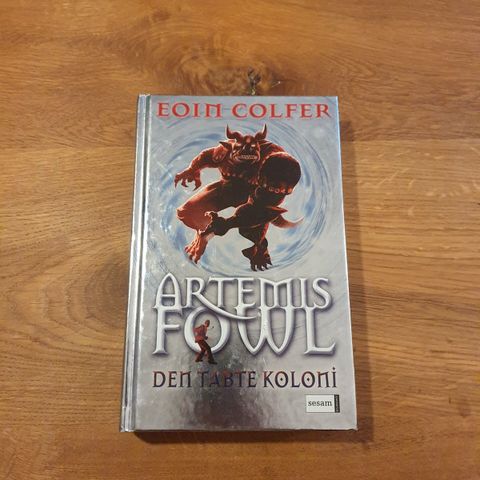 EOIN COLFER
ARTEMIS
FOWL
DEN TABTE KOLONI
sesam